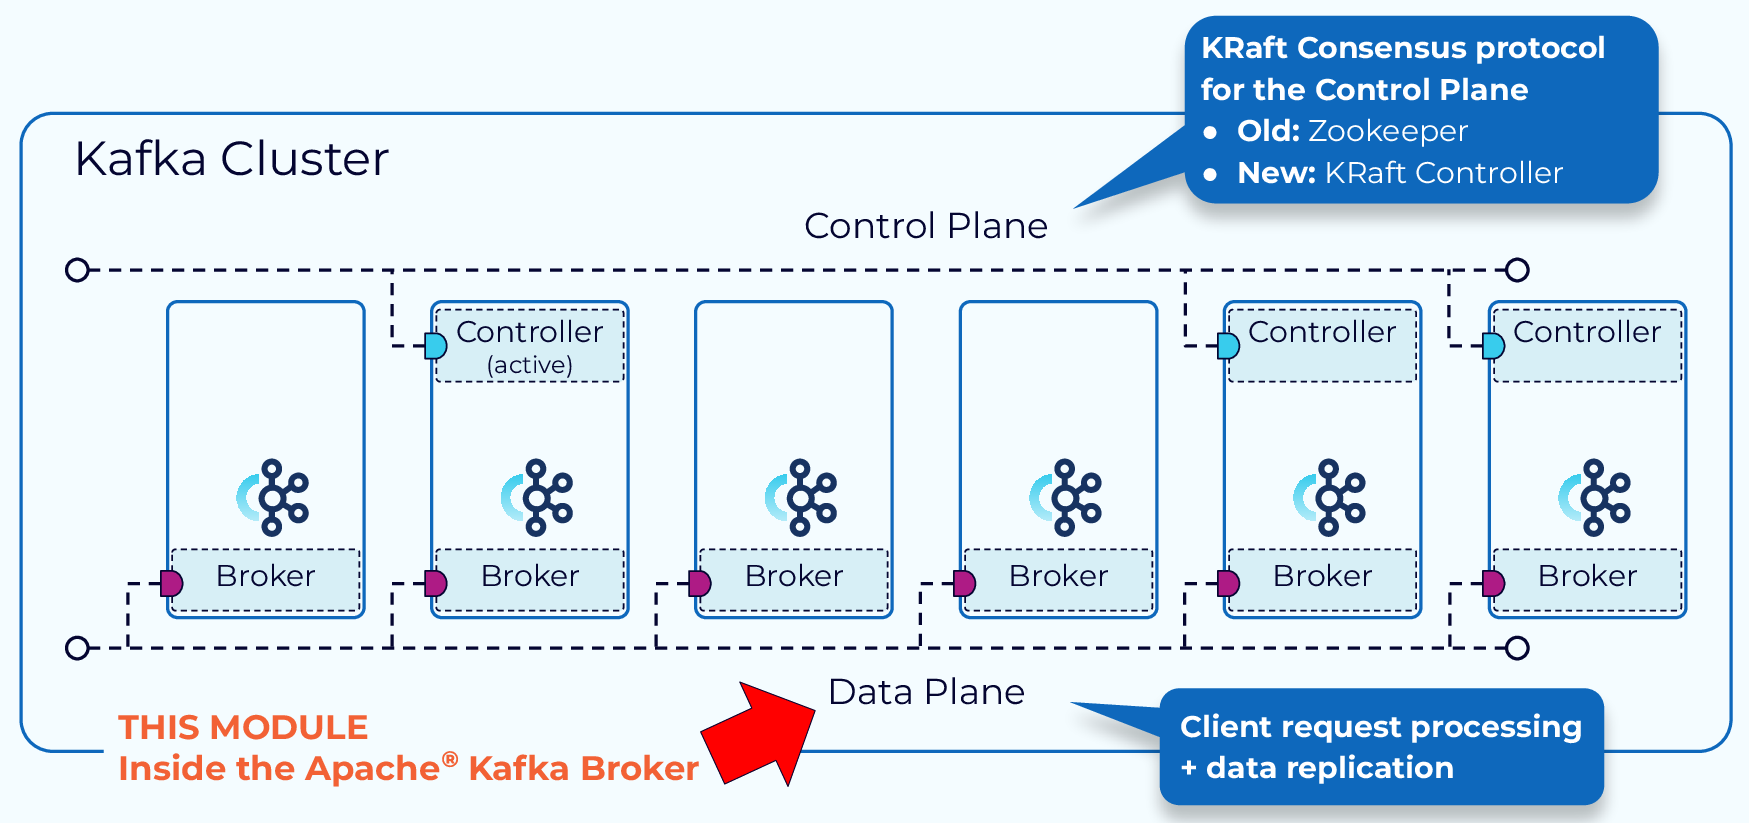 KRaft Consensus protocol
for the Control Plane
● Old: Zookeeper
● New: KRaft Controller
Kafka Cluster
Control Plane
Controller
(active)
Controller
Controller
Broker
Broker
Broker
Broker
Broker
Broker
Data Plane
THIS MODULE
Inside the Apache® Kafka Broker
Client request processing
+ data replication